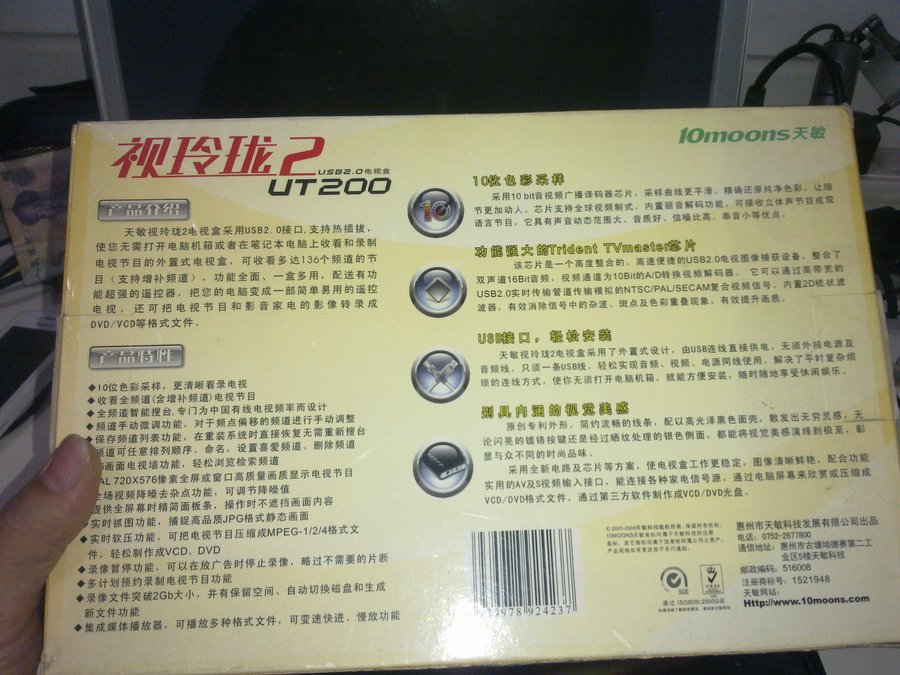 视玲珑2
USB2.0电视盒
UT200
10moons天敏
产品介绍
天敏视玲珑2电视盒采用USB2.0接口,支持热插拔,
使您无需打开电脑机箱或者在笔记本电脑上收看和录制
电视节目的外置式电视盒,可收看多达136个频道的节
目(支持增补频道),功能全面、一盒多用,配送有功
能超强的遥控器,把您的电脑变成一部简单易用的遥控
电视,还可把电视节目和影音家电的影像转录成
DVD/VCD等格式文件。
产品特性
◆10位色彩采样,更清晰看录电视
◆收看全频道(含增补频道)电视节目
◆全频道智能搜台,专门为中国有线电视频率而设计
◆频道手动微调功能,对于频点偏移的频道进行手动调整
◆保存频道列表功能,在重装系统时直接恢复无需重新搜台
频道可任意排列顺序、命名,设置喜爱频道、删除频道
画面电视墙功能,轻松浏览检索频道
AL 720X576像素全屏或窗口高质量画质显示电视节目
全场视频降噪去杂点功能,可调节降噪值
提供全屏幕时精简面板条,操作时不遮挡画面内容
◆实时抓图功能,捕捉高品质JPG格式静态画面
◆实时软压功能,可把电视节目压缩成MPEG-1/2/4格式文
件,轻松制作成VCD、DVD
◆录像暂停功能,可以在放广告时停止录像,略过不需要的片断
◆多计划预约录制电视节目功能
◆录像文件突破2Gb大小,并有保留空间、自动切换磁盘和生成
新文件功能
◆集成媒体播放器,可播放多种格式文件,可变速快进、慢放功能
10
10位色彩采样
采用10 bit音视频广播译码器芯片,采样曲线更平滑,精确还原纯净色彩,让细
节更加动人。芯片支持全球视频制式,内置丽音解码功能,可接收立体声节目或双
语言节目,它具有声音动态范围大、音质好、信噪比高、串音小等优点。
功能强大的Trident TVmaster芯片
该芯片是一个高度整合的、高速便捷的USB2.0电视图像捕获设备,整合了
双声道16Bit音频,视频通道为10Bit的A/D转换视频解码器。它可以通过高带宽的
USB2.0实时传输管道传输模拟的NTSC/PAL/SECAM复合视频信号,内置2D梳状滤
波器,有效消除信号中的杂波、斑点及色彩重叠现象,有效提升画质。
USB接口,轻松安装
天敏视玲珑2电视盒采用了外置式设计,由USB连线直接供电,无须外接电源及
音频线,只须一条USB线,轻松实现音频、视频、电源同线使用,解决了平时复杂烦
琐的连线方式,使你无须打开电脑机箱,就能方便安装,随时随地享受休闲娱乐。
别具内涵的视觉美感
原创专利外形,简约流畅的线条,配以高光泽黑色面壳,散发出无穷灵感,无
论闪亮的镀铬按键还是经过晒纹处理的银色侧面,都能将视觉美感演绎到极至,彰
显与众不同的时尚品味。
采用全新电路及芯片等方案,使电视盒工作更稳定,图像清晰鲜艳,配合功能
实用的AV及S视频输入接口,能连接各种家电信号源,通过电脑屏幕来欣赏或压缩成
VCD/DVD格式文件,通过第三方软件制作成VCD/DVD光盘。
978 924237
SGS
UKAS
通过 ISO9001:2000认证
惠州市天敏科技发展有限公司出品
电话:0752-2677800
通信地址:惠州市古塘坳德赛第二工
业区5楼天敏科技
邮政编码:516008
注册商标号:1521948
天敏网站:
Http://www.10moons.com